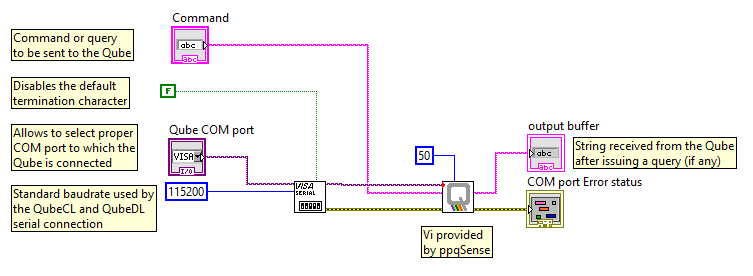 Command
Command or query
to be sent to the Qube
abc
abc
Disables the default
termination character
F
Allows to select proper
COM port to which the
Qube is connected
Qube COM port
VISA
I/O
Standard baudrate used by
the QubeCL and QubeDL
serial connection
115200
VISA
SERIAL
50
Q
Vi provided
by ppqSense
output buffer
abc
abc
String received from the Qube
after issuing a query (if any)
COM port Error status